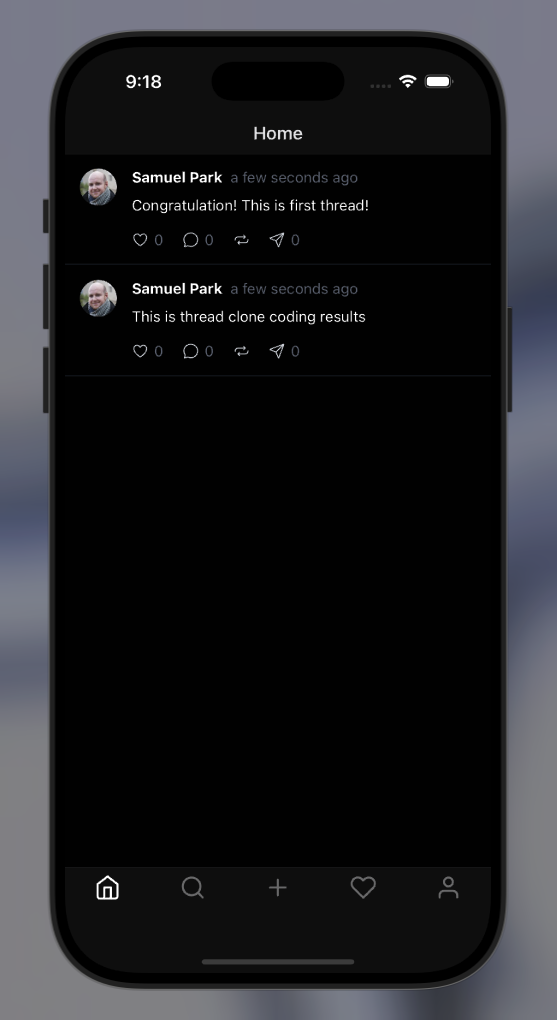 9:18
Home
Samuel Park a few seconds ago
Congratulation! This is first thread!
0 0 0
Samuel Park a few seconds ago
This is thread clone coding results
0 0 0